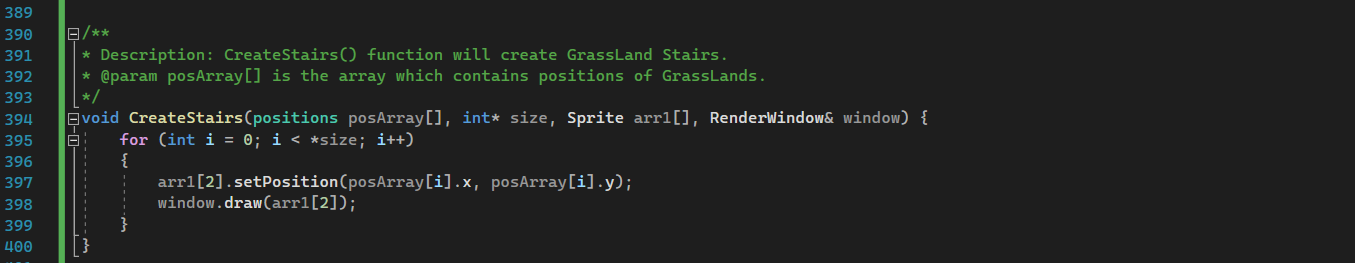 389
390 /**
391 * Description: CreateStairs() function will create GrassLand Stairs.
392 * @param posArray[] is the array which contains positions of GrassLands.
393 */
394 void CreateStairs(positions posArray[], int* size, Sprite arr1[], RenderWindow& window) {
395     for (int i = 0; i < *size; i++)
396     {
397         arr1[2].setPosition(posArray[i].x, posArray[i].y);
398         window.draw(arr1[2]);
399     }
400 }